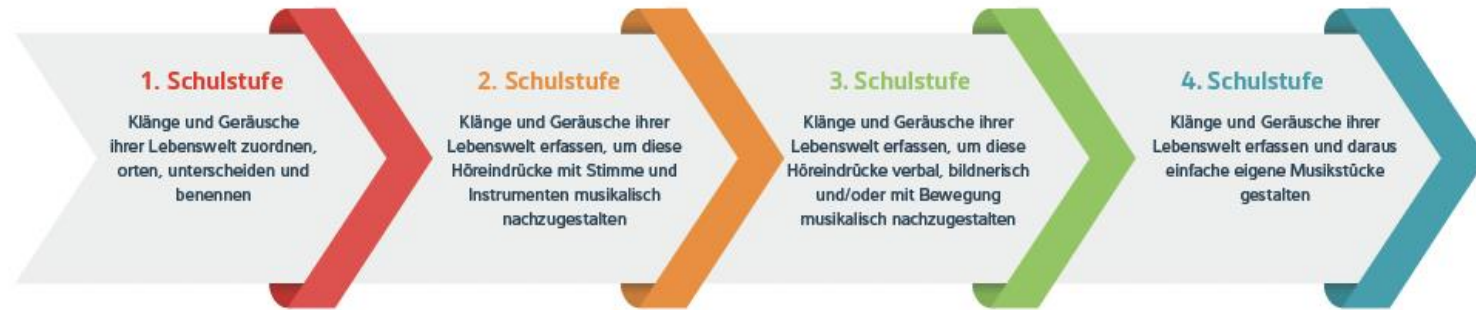 1. Schulstufe
Klänge und Geräusche
ihrer Lebenswelt zuordnen,
orten, unterscheiden und
benennen
2. Schulstufe
Klänge und Geräusche ihrer
Lebenswelt erfassen, um diese
Höreindrücke mit Stimme und
Instrumenten musikalisch
nachzugestalten
3. Schulstufe
Klänge und Geräusche ihrer
Lebenswelt erfassen, um diese
Höreindrücke verbal, bildnerisch
und/oder mit Bewegung
musikalisch nachzugestalten
4. Schulstufe
Klänge und Geräusche ihrer
Lebenswelt erfassen und daraus
einfache eigene Musikstücke
gestalten